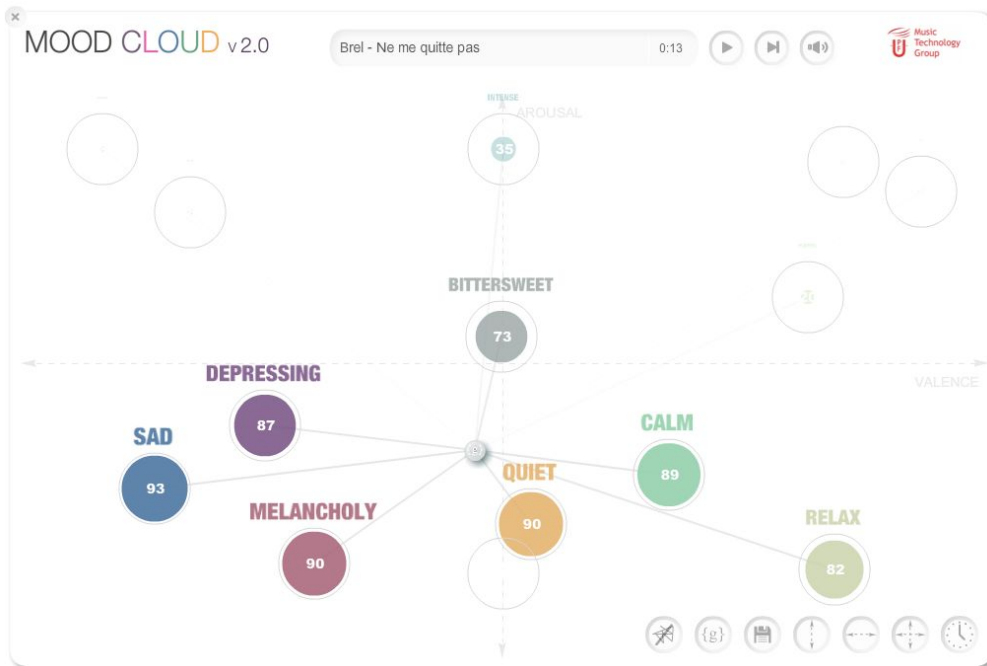 MOOD CLOUD v 2.0
Brel - Ne me quitte pas
0:13
Music
Technology
Group
INTENSE
AROUSAL
35
BITTERSWEET
73
VALENCE
DEPRESSING
87
SAD
93
CALM
89
QUIET
90
MELANCHOLY
90
RELAX
82
{g}